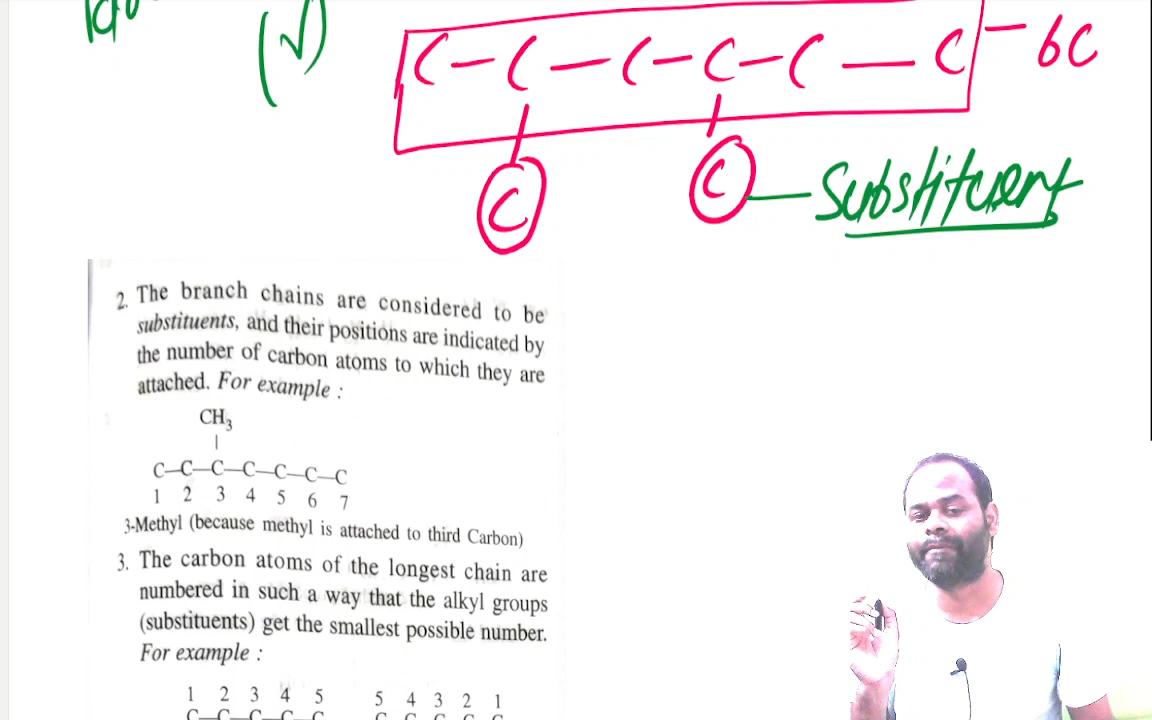 C-C-C-C-C-C - 6C
C C - Substituent
2. The branch chains are considered to be
substituents, and their positions are indicated by
the number of carbon atoms to which they are
attached. For example :
CH3
|
C–C–C–C–C–C–C
1 2 3 4 5 6 7
3-Methyl (because methyl is attached to third Carbon)
3. The carbon atoms of the longest chain are
numbered in such a way that the alkyl groups
(substituents) get the smallest possible number.
For example :
1 2 3 4 5 5 4 3 2 1
C–C–C–C–C C C C C C